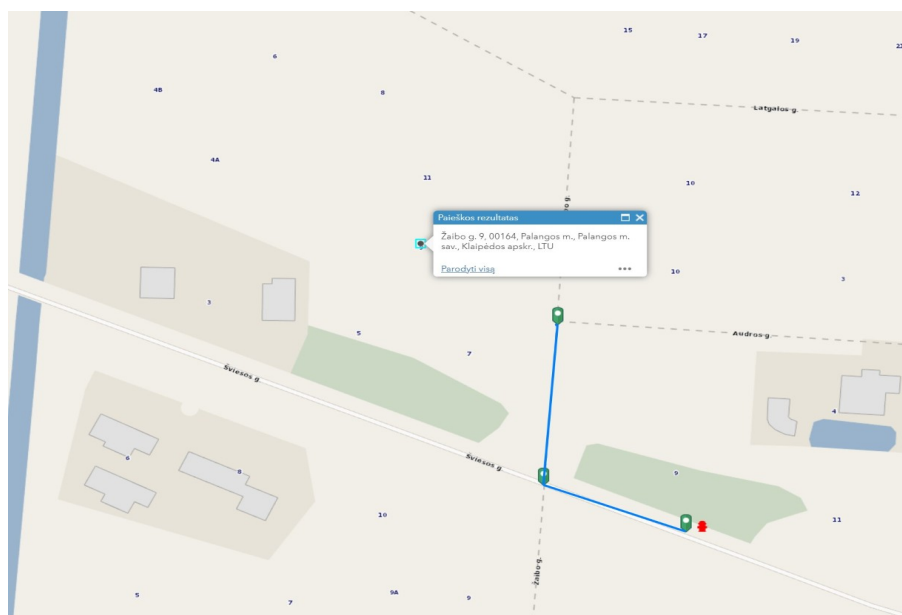 15
17
19
6
4B
8
Latgalos g.
4A
11
10
12
Paieškos rezultatas
Žaibo g. 9, 00164, Palangos m., Palangos m.
sav., Klaipėdos apskr., LTU
Parodyti visą
10
3
3
5
7
Audros g.
Šviesos g.
4
Šviesos g.
6
8
9
10
11
Žaibo g.
5
7
9A
9